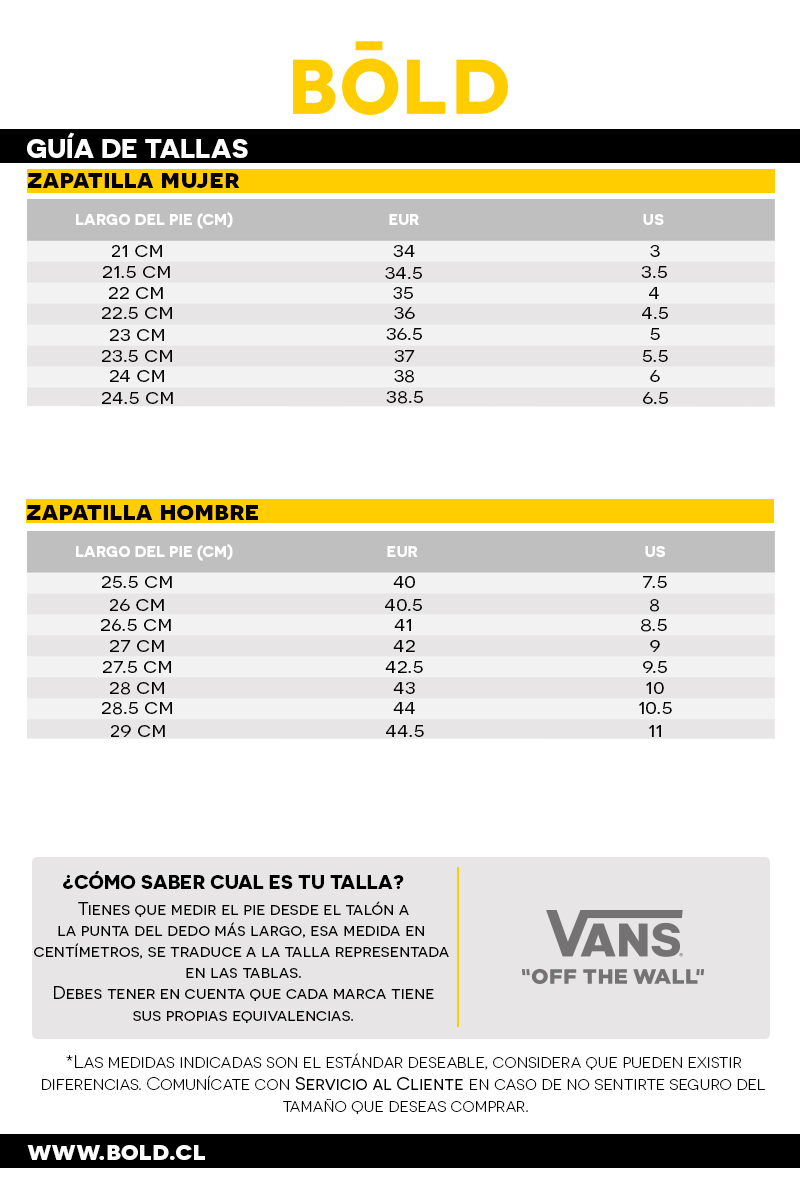 BŌLD
GUÍA DE TALLAS
ZAPATILLA MUJER
LARGO DEL PIE (CM) EUR US
21 CM 34 3
21.5 CM 34.5 3.5
22 CM 35 4
22.5 CM 36 4.5
23 CM 36.5 5
23.5 CM 37 5.5
24 CM 38 6
24.5 CM 38.5 6.5
ZAPATILLA HOMBRE
LARGO DEL PIE (CM) EUR US
25.5 CM 40 7.5
26 CM 40.5 8
26.5 CM 41 8.5
27 CM 42 9
27.5 CM 42.5 9.5
28 CM 43 10
28.5 CM 44 10.5
29 CM 44.5 11
¿CÓMO SABER CUAL ES TU TALLA?
TIENES QUE MEDIR EL PIE DESDE EL TALÓN A
LA PUNTA DEL DEDO MÁS LARGO, ESA MEDIDA EN
CENTÍMETROS, SE TRADUCE A LA TALLA REPRESENTADA
EN LAS TABLAS.
DEBES TENER EN CUENTA QUE CADA MARCA TIENE
SUS PROPIAS EQUIVALENCIAS.
VANS
"OFF THE WALL"
*LAS MEDIDAS INDICADAS SON EL ESTÁNDAR DESEABLE, CONSIDERA QUE PUEDEN EXISTIR
DIFERENCIAS. COMUNÍCATE CON SERVICIO AL CLIENTE EN CASO DE NO SENTIRTE SEGURO DEL
TAMAÑO QUE DESEAS COMPRAR.
WWW.BOLD.CL